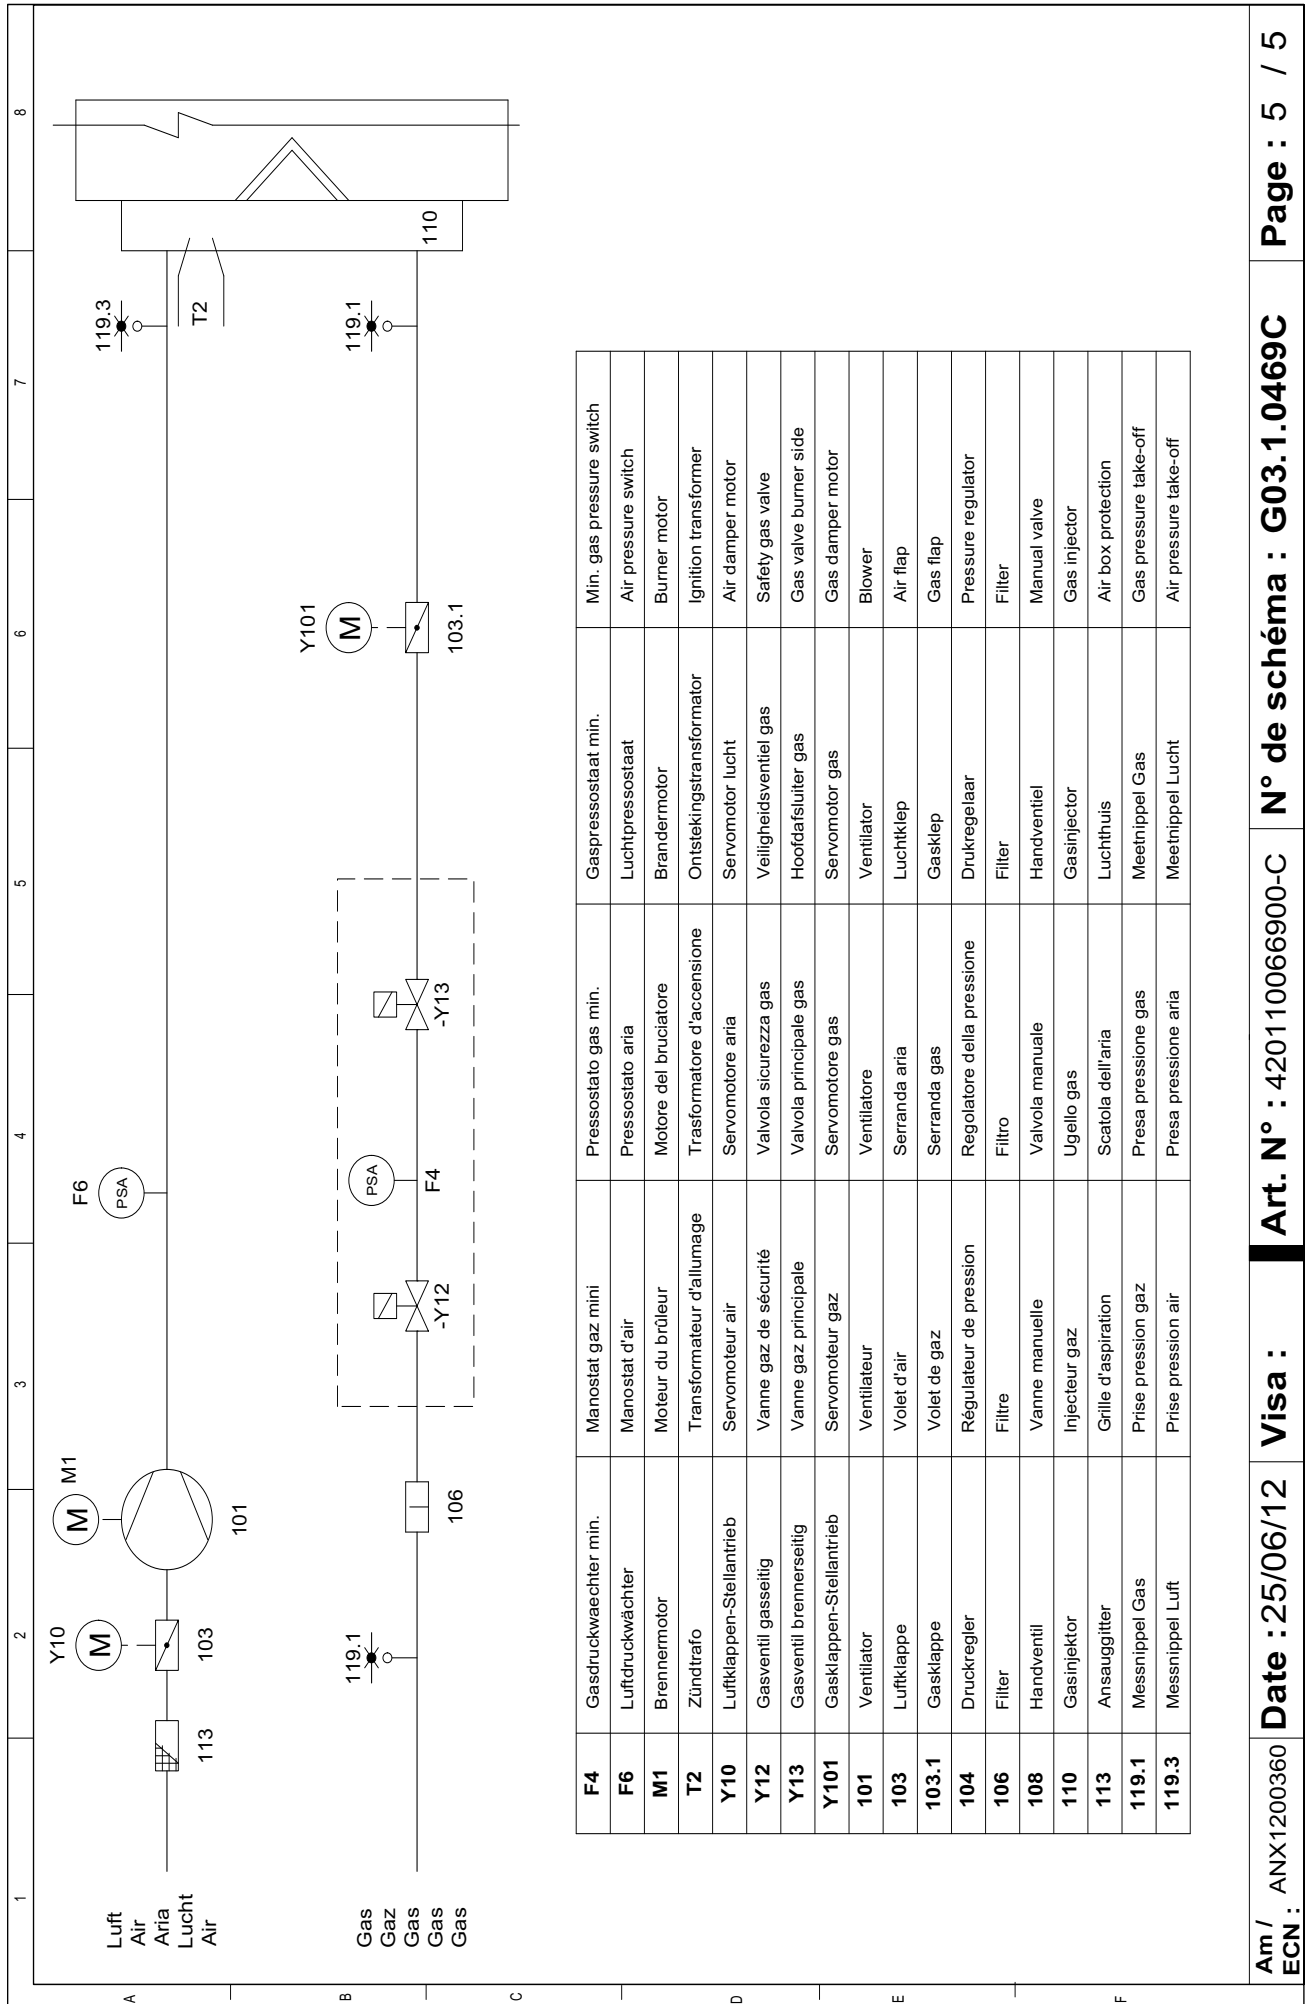 1 2 3 4 5 6 7 8
A
B
C
D
E
F
Luft
Air
Aria
Lucht
Air
113
Y10
M
103
M
M1
101
F6
PSA
119.3
T2
110
Gas
Gaz
Gas
Gas
Gas
119.1
106
-Y12
PSA
F4
-Y13
Y101
M
103.1
119.1
F4 Gasdruckwaechter min. Manostat gaz mini Pressostato gas min. Gaspressostaat min. Min. gas pressure switch
F6 Luftdruckwächter Manostat d'air Pressostato aria Luchtpressostaat Air pressure switch
M1 Brennermotor Moteur du brûleur Motore del bruciatore Brandermotor Burner motor
T2 Zündtrafo Transformateur d'allumage Trasformatore d'accensione Ontstekingstransformator Ignition transformer
Y10 Luftklappen-Stellantrieb Servomoteur air Servomotore aria Servomotor lucht Air damper motor
Y12 Gasventil gasseitig Vanne gaz de sécurité Valvola sicurezza gas Veiligheidsventiel gas Safety gas valve
Y13 Gasventil brennerseitig Vanne gaz principale Valvola principale gas Hoofdafsluiter gas Gas valve burner side
Y101 Gasklappen-Stellantrieb Servomoteur gaz Servomotore gas Servomotor gas Gas damper motor
101 Ventilator Ventilateur Ventilatore Ventilator Blower
103 Luftklappe Volet d'air Serranda aria Luchtklep Air flap
103.1 Gasklappe Volet de gaz Serranda gas Gasklep Gas flap
104 Druckregler Régulateur de pression Regolatore della pressione Drukregelaar Pressure regulator
106 Filter Filtre Filtro Filter Filter
108 Handventil Vanne manuelle Valvola manuale Handventiel Manual valve
110 Gasinjektor Injecteur gaz Ugello gas Gasinjector Gas injector
113 Ansauggitter Grille d'aspiration Scatola dell'aria Luchthuis Air box protection
119.1 Messnippel Gas Prise pression gaz Presa pressione gas Meetnippel Gas Gas pressure take-off
119.3 Messnippel Luft Prise pression air Presa pressione aria Meetnippel Lucht Air pressure take-off
Am / ECN : ANX1200360 Date :25/06/12 Visa : Art. N° : 420110066900-C N° de schéma : G03.1.0469C Page : 5 / 5